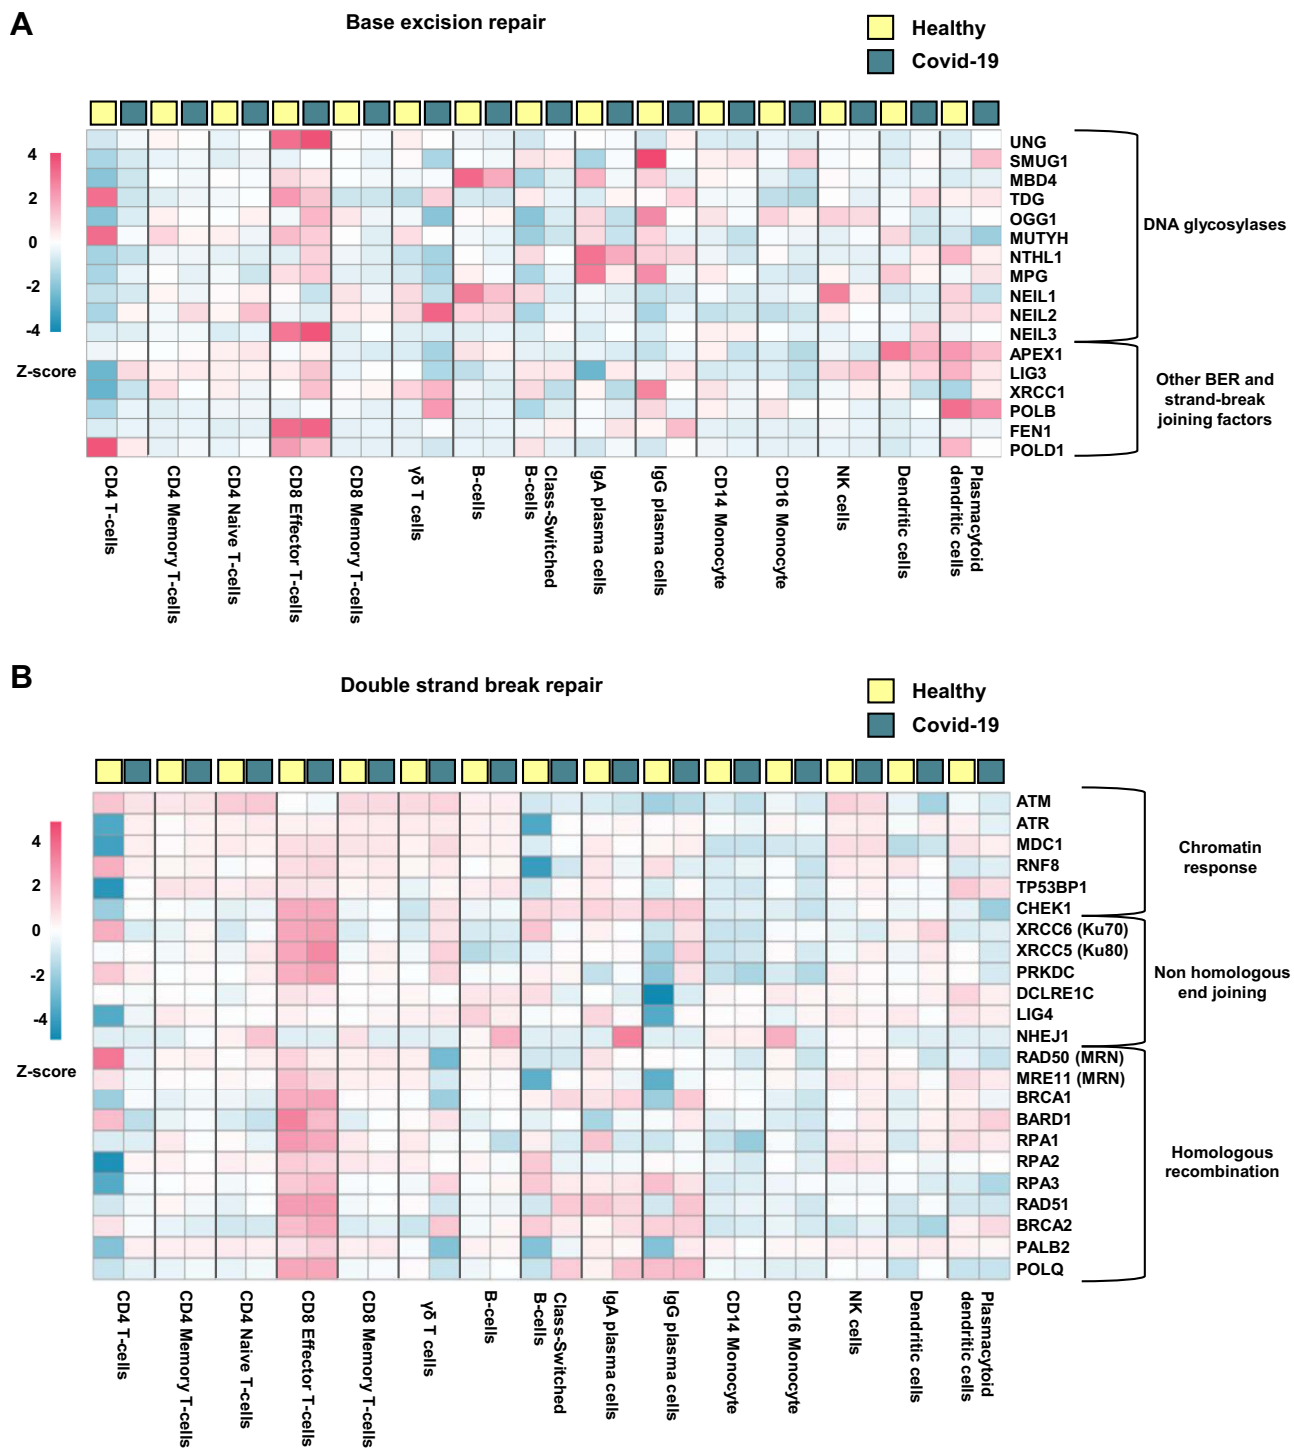 A
Base excision repair
Healthy
Covid-19
4
2
0
-2
-4
Z-score
UNG
SMUG1
MBD4
TDG
OGG1
MUTYH
NTHL1
MPG
NEIL1
NEIL2
NEIL3
APEX1
LIG3
XRCC1
POLB
FEN1
POLD1
DNA glycosylases
Other BER and
strand-break
joining factors
CD4 T-cells
CD4 Memory T-cells
CD4 Naive T-cells
CD8 Effector T-cells
CD8 Memory T-cells
γδ T cells
B-cells
Class-Switched
B-cells
IgA plasma cells
IgG plasma cells
CD14 Monocyte
CD16 Monocyte
NK cells
Dendritic cells
Plasmacytoid
dendritic cells
B
Double strand break repair
Healthy
Covid-19
4
2
0
-2
-4
Z-score
ATM
ATR
MDC1
RNF8
TP53BP1
CHEK1
XRCC6 (Ku70)
XRCC5 (Ku80)
PRKDC
DCLRE1C
LIG4
NHEJ1
RAD50 (MRN)
MRE11 (MRN)
BRCA1
BARD1
RPA1
RPA2
RPA3
RAD51
BRCA2
PALB2
POLQ
Chromatin
response
Non homologous
end joining
Homologous
recombination
CD4 T-cells
CD4 Memory T-cells
CD4 Naive T-cells
CD8 Effector T-cells
CD8 Memory T-cells
γδ T cells
B-cells
Class-Switched
B-cells
IgA plasma cells
IgG plasma cells
CD14 Monocyte
CD16 Monocyte
NK cells
Dendritic cells
Plasmacytoid
dendritic cells